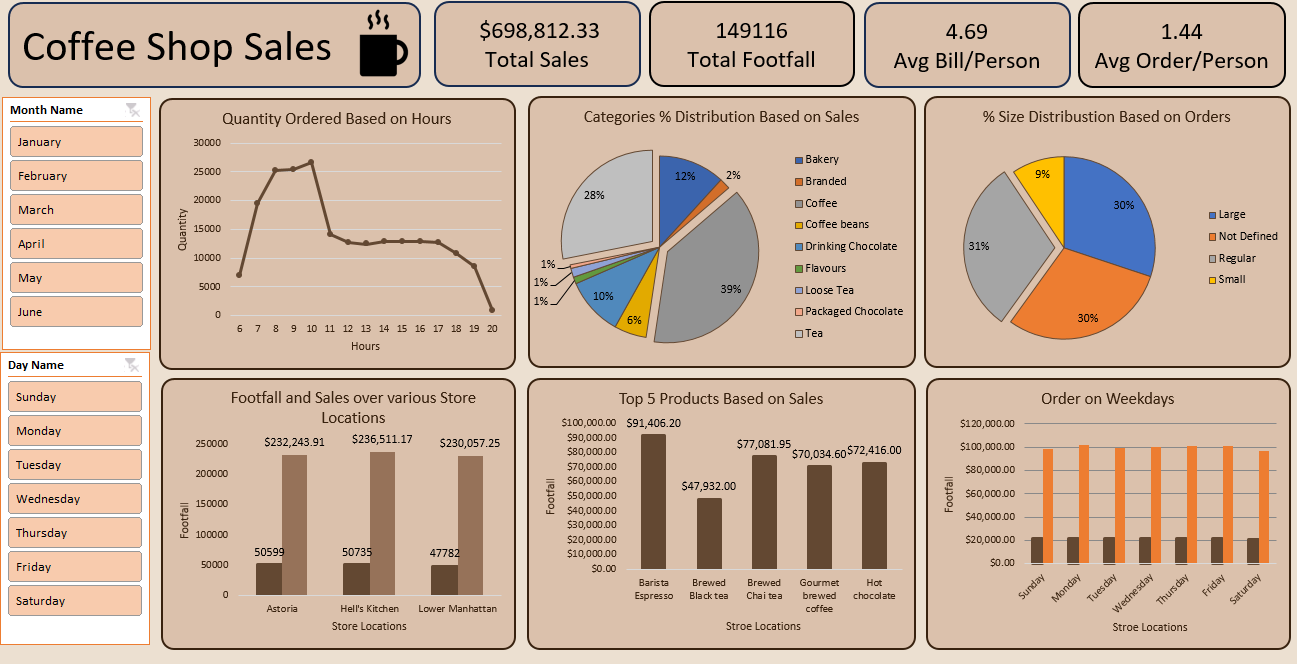 Coffee Shop Sales
$698,812.33
Total Sales
149116
Total Footfall
4.69
Avg Bill/Person
1.44
Avg Order/Person
Month Name
January
February
March
April
May
June
Day Name
Sunday
Monday
Tuesday
Wednesday
Thursday
Friday
Saturday
Quantity Ordered Based on Hours
30000
25000
20000
15000
10000
5000
0
Quantity
6 7 8 9 10 11 12 13 14 15 16 17 18 19 20
Hours
Categories % Distribution Based on Sales
12%
2%
39%
6%
10%
1%
1%
1%
28%
Bakery
Branded
Coffee
Coffee beans
Drinking Chocolate
Flavours
Loose Tea
Packaged Chocolate
Tea
% Size Distribustion Based on Orders
30%
30%
31%
9%
Large
Not Defined
Regular
Small
Footfall and Sales over various Store
Locations
250000
200000
150000
100000
50000
0
Footfall
$232,243.91
$236,511.17
$230,057.25
50599
50735
47782
Astoria
Hell's Kitchen
Lower Manhattan
Store Locations
Top 5 Products Based on Sales
$100,000.00
$90,000.00
$80,000.00
$70,000.00
$60,000.00
$50,000.00
$40,000.00
$30,000.00
$20,000.00
$10,000.00
$0.00
Footfall
$91,406.20
$47,932.00
$77,081.95
$70,034.60
$72,416.00
Barista
Espresso
Brewed
Black tea
Brewed
Chai tea
Gourmet
brewed
coffee
Hot
chocolate
Stroe Locations
Order on Weekdays
$120,000.00
$100,000.00
$80,000.00
$60,000.00
$40,000.00
$20,000.00
$0.00
Footfall
Sunday
Monday
Tuesday
Wednesday
Thursday
Friday
Saturday
Stroe Locations